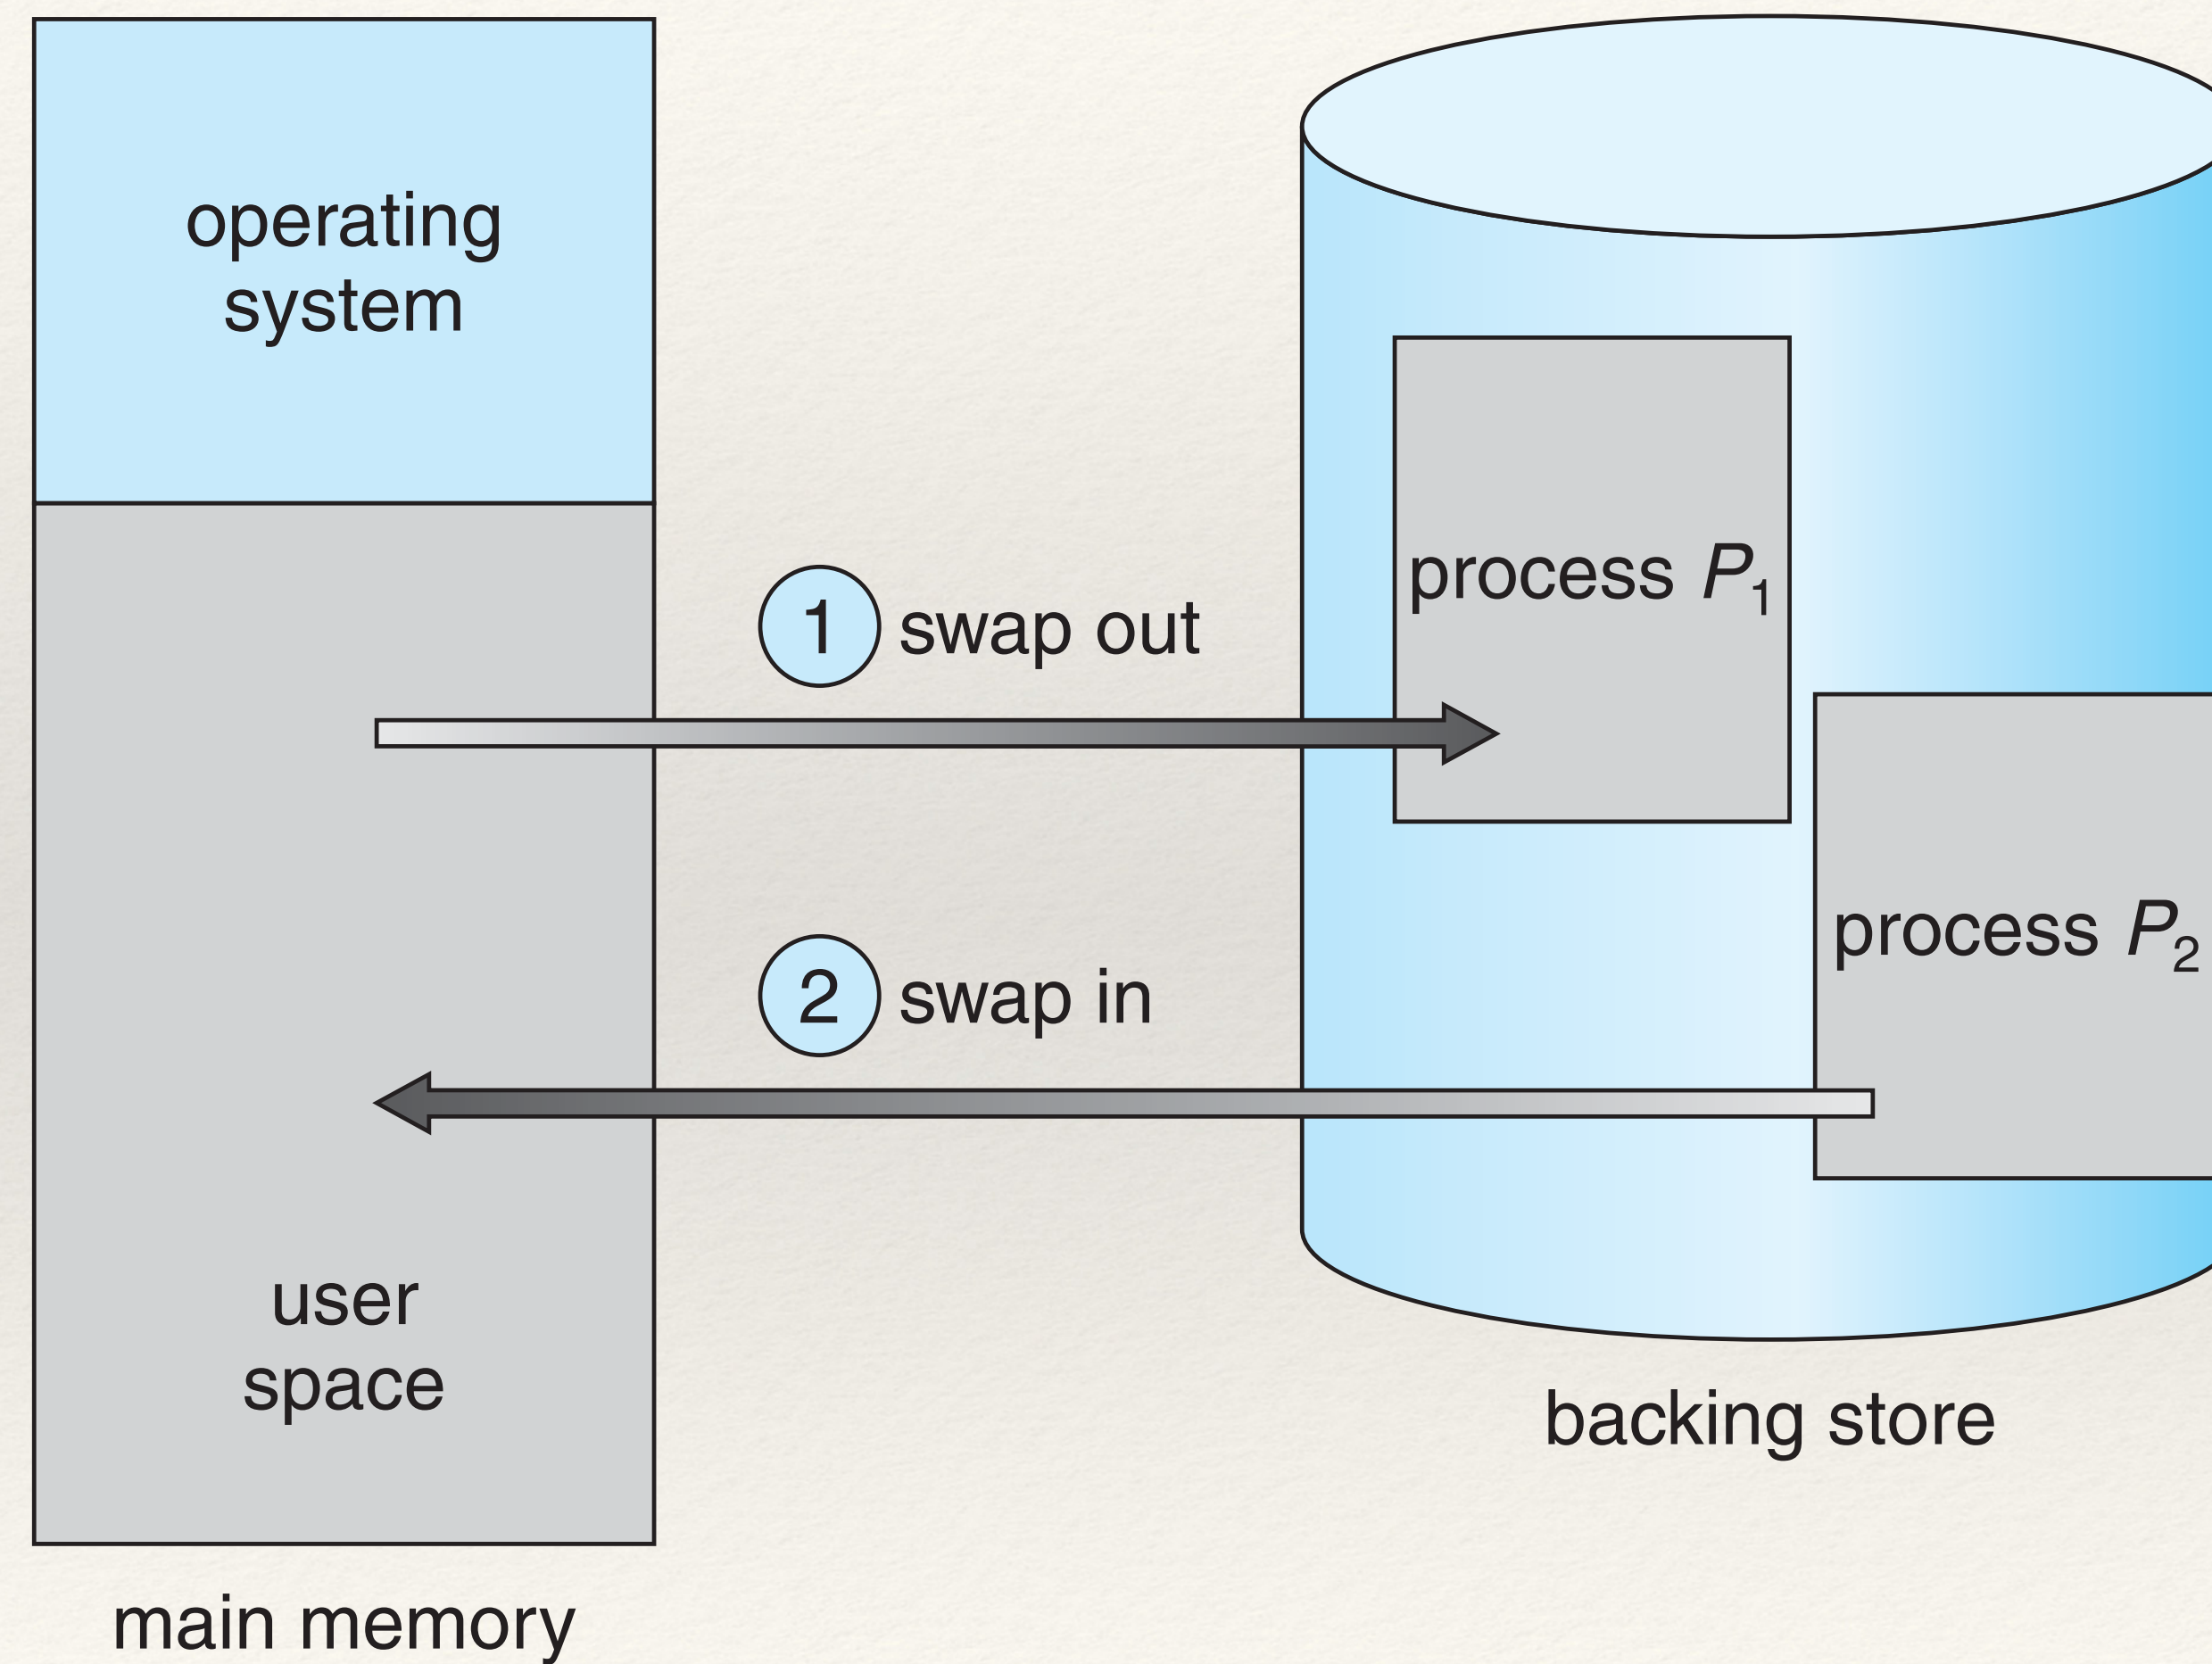 operating
system
process P₁
1 swap out
process P₂
2 swap in
user
space
backing store
main memory